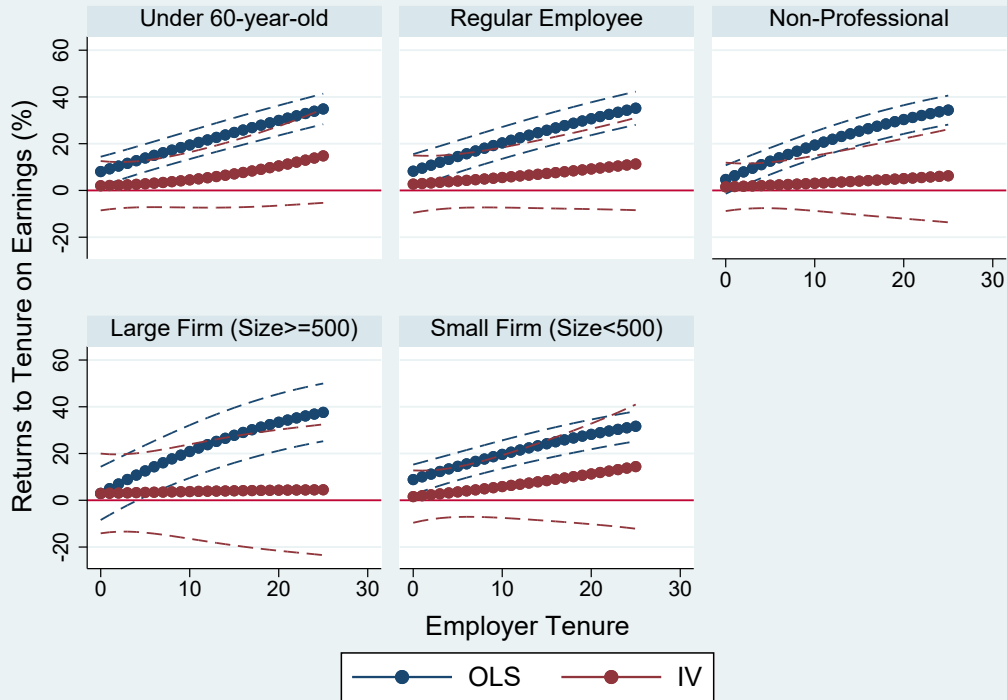 Under 60-year-old
Regular Employee
Non-Professional
Returns to Tenure on Earnings (%)
60
40
20
0
-20
0 10 20 30
Large Firm (Size>=500)
Small Firm (Size<500)
60
40
20
0
-20
0 10 20 30
0 10 20 30
Employer Tenure
OLS IV